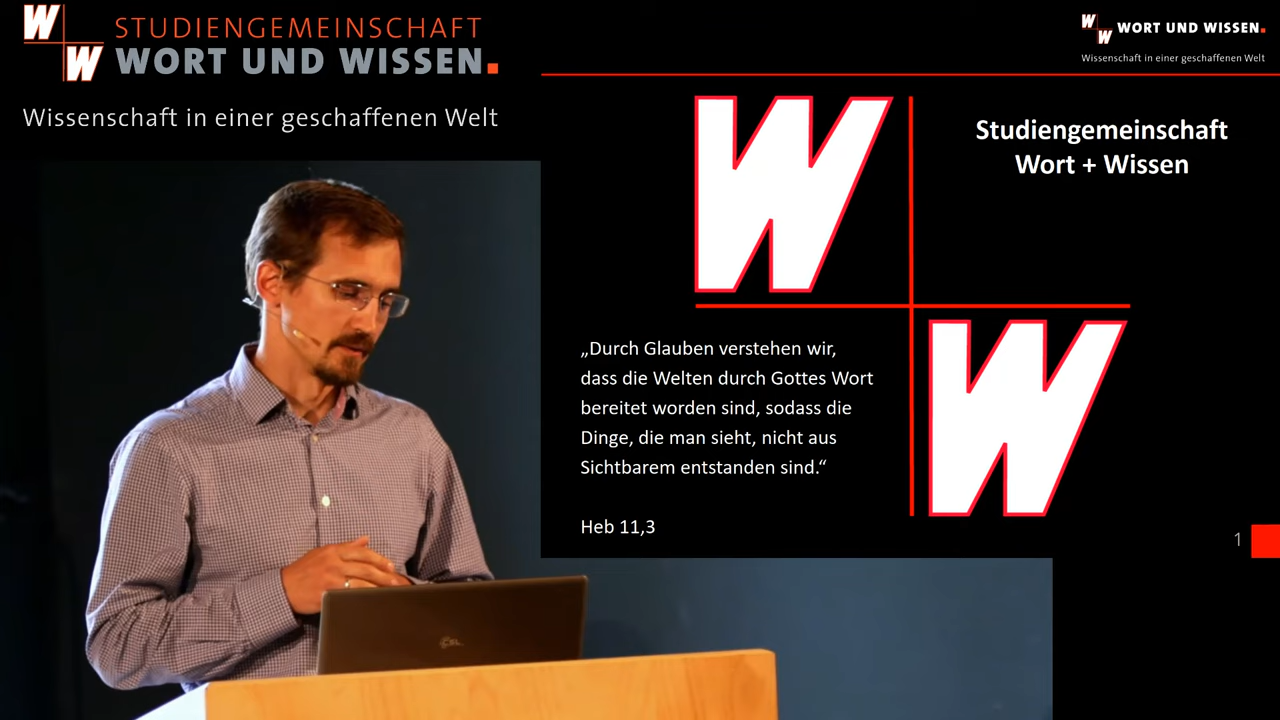 W
W
STUDIENGEMEINSCHAFT
WORT UND WISSEN.
Wissenschaft in einer geschaffenen Welt
W
W
WORT UND WISSEN.
Wissenschaft in einer geschaffenen Welt
W
W
Studiengemeinschaft
Wort + Wissen
„Durch Glauben verstehen wir,
dass die Welten durch Gottes Wort
bereitet worden sind, sodass die
Dinge, die man sieht, nicht aus
Sichtbarem entstanden sind.“
Heb 11,3
1
CSL